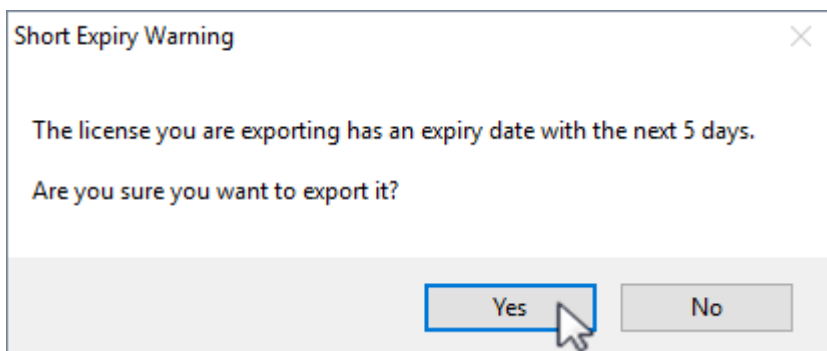 Short Expiry Warning
The license you are exporting has an expiry date with the next 5 days.
Are you sure you want to export it?
Yes
No